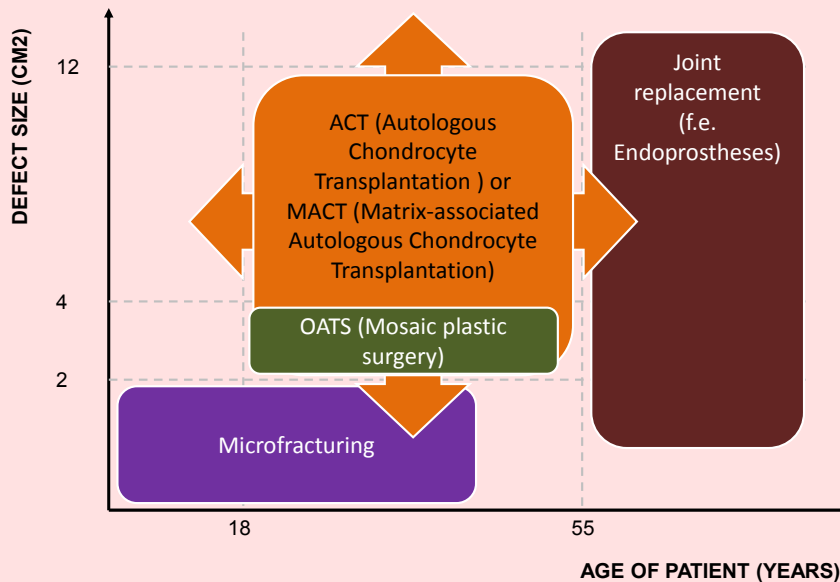 DEFECT SIZE (CM2)
12
4
2
ACT (Autologous
Chondrocyte
Transplantation ) or
MACT (Matrix-associated
Autologous Chondrocyte
Transplantation)
OATS (Mosaic plastic
surgery)
Microfracturing
Joint
replacement
(f.e.
Endoprostheses)
18
55
AGE OF PATIENT (YEARS)